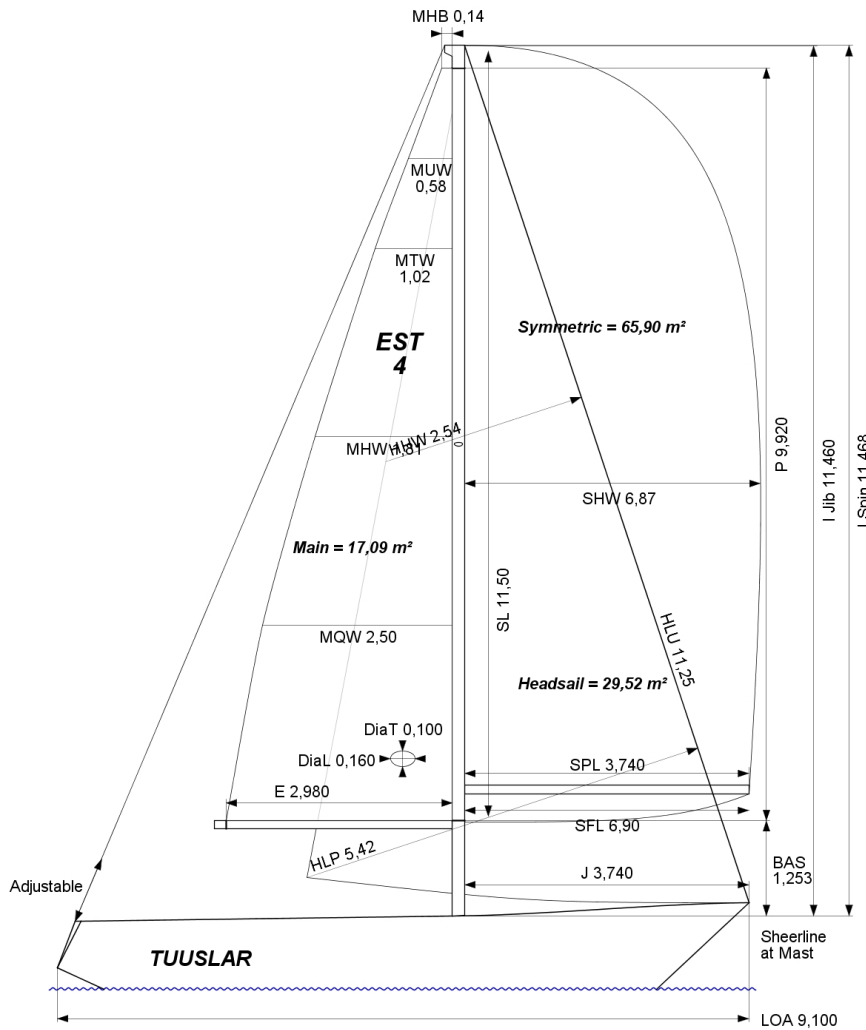 MHB 0,14
MUW
0,58
MTW
1,02
EST
4
Symmetric = 65,90 m²
HHW 2,54
MHW 1,81
0
P 9,920
I Jib 11,460
I Spin 11,468
SHW 6,87
Main = 17,09 m²
SL 11,50
MQW 2,50
HLU 11,25
Headsail = 29,52 m²
DiaT 0,100
DiaL 0,160
SPL 3,740
E 2,980
SFL 6,90
HLP 5,42
BAS
1,253
J 3,740
Adjustable
Sheerline
at Mast
TUUSLAR
LOA 9,100